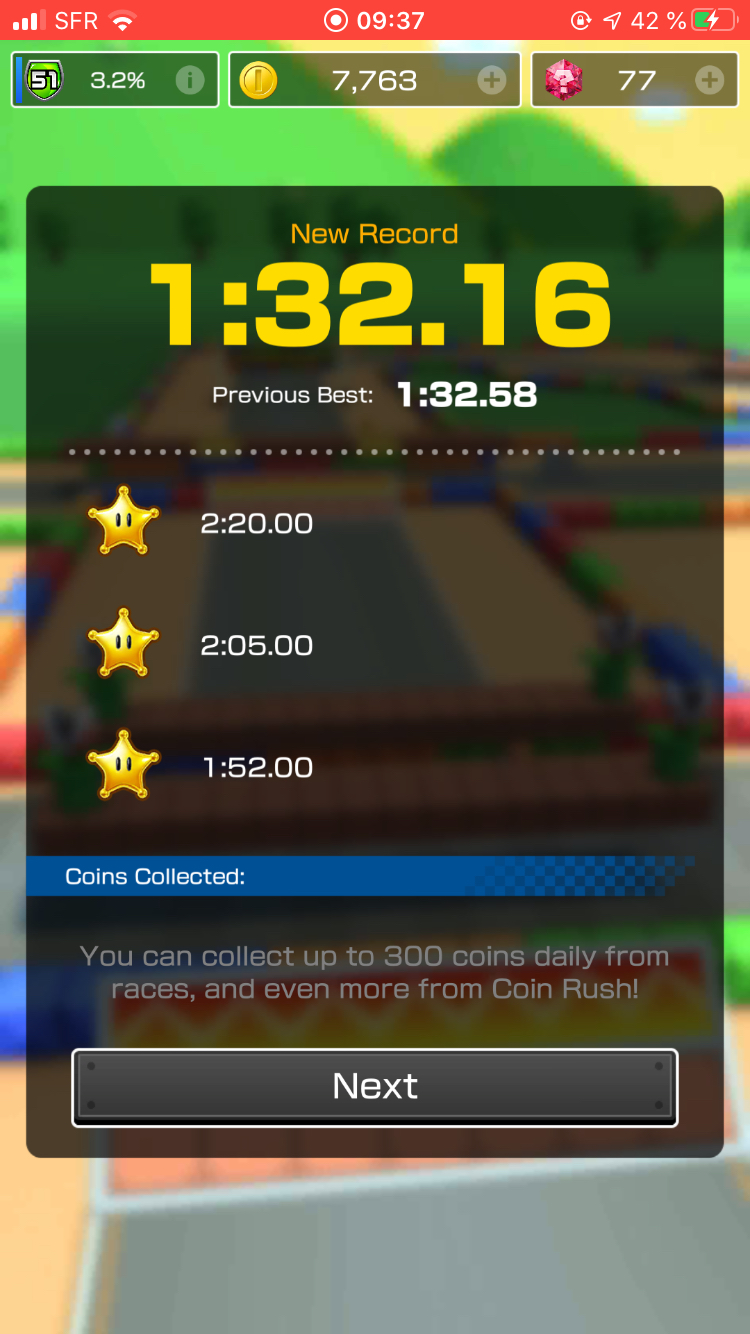 SFR 09:37 42 %
51 3.2% i 7,763 + 77 +
New Record
1:32.16
Previous Best: 1:32.58
2:20.00
2:05.00
1:52.00
Coins Collected:
You can collect up to 300 coins daily from
races, and even more from Coin Rush!
Next